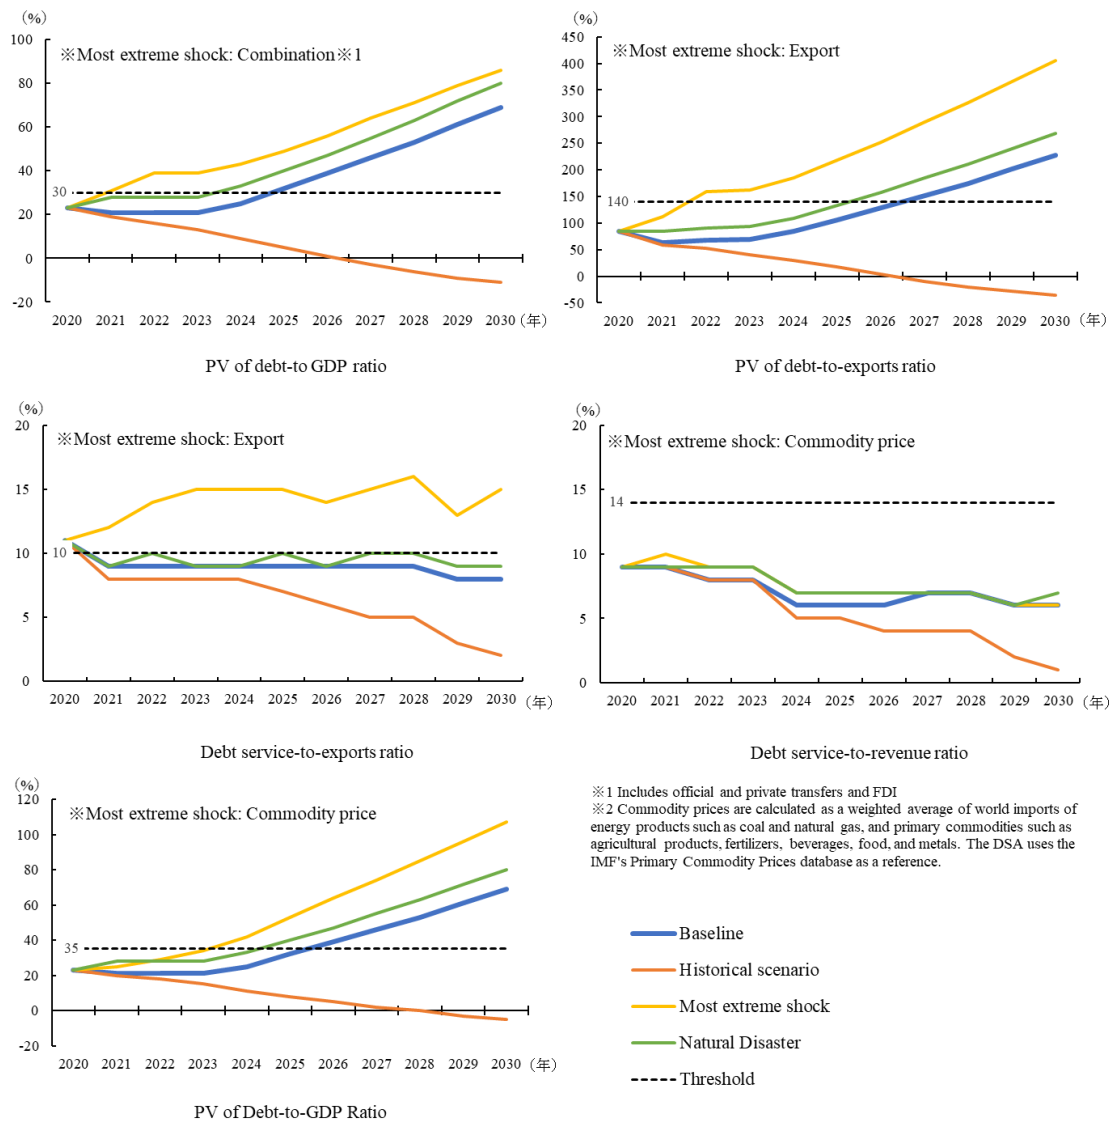 (%)
※Most extreme shock: Combination※1
100
80
60
40
30
20
0
-20
2020 2021 2022 2023 2024 2025 2026 2027 2028 2029 2030 (年)
PV of debt-to GDP ratio
(%)
※Most extreme shock: Export
450
400
350
300
250
200
150
140
100
50
0
-50
2020 2021 2022 2023 2024 2025 2026 2027 2028 2029 2030 (年)
PV of debt-to-exports ratio
(%)
※Most extreme shock: Export
20
15
10
10
5
0
2020 2021 2022 2023 2024 2025 2026 2027 2028 2029 2030 (年)
Debt service-to-exports ratio
(%)
※Most extreme shock: Commodity price
20
15
14
10
5
0
2020 2021 2022 2023 2024 2025 2026 2027 2028 2029 2030 (年)
Debt service-to-revenue ratio
(%)
※Most extreme shock: Commodity price
120
100
80
60
40
35
20
0
-20
2020 2021 2022 2023 2024 2025 2026 2027 2028 2029 2030 (年)
PV of Debt-to-GDP Ratio
※1 Includes official and private transfers and FDI
※2 Commodity prices are calculated as a weighted average of world imports of
energy products such as coal and natural gas, and primary commodities such as
agricultural products, fertilizers, beverages, food, and metals. The DSA uses the
IMF's Primary Commodity Prices database as a reference.
Baseline
Historical scenario
Most extreme shock
Natural Disaster
Threshold